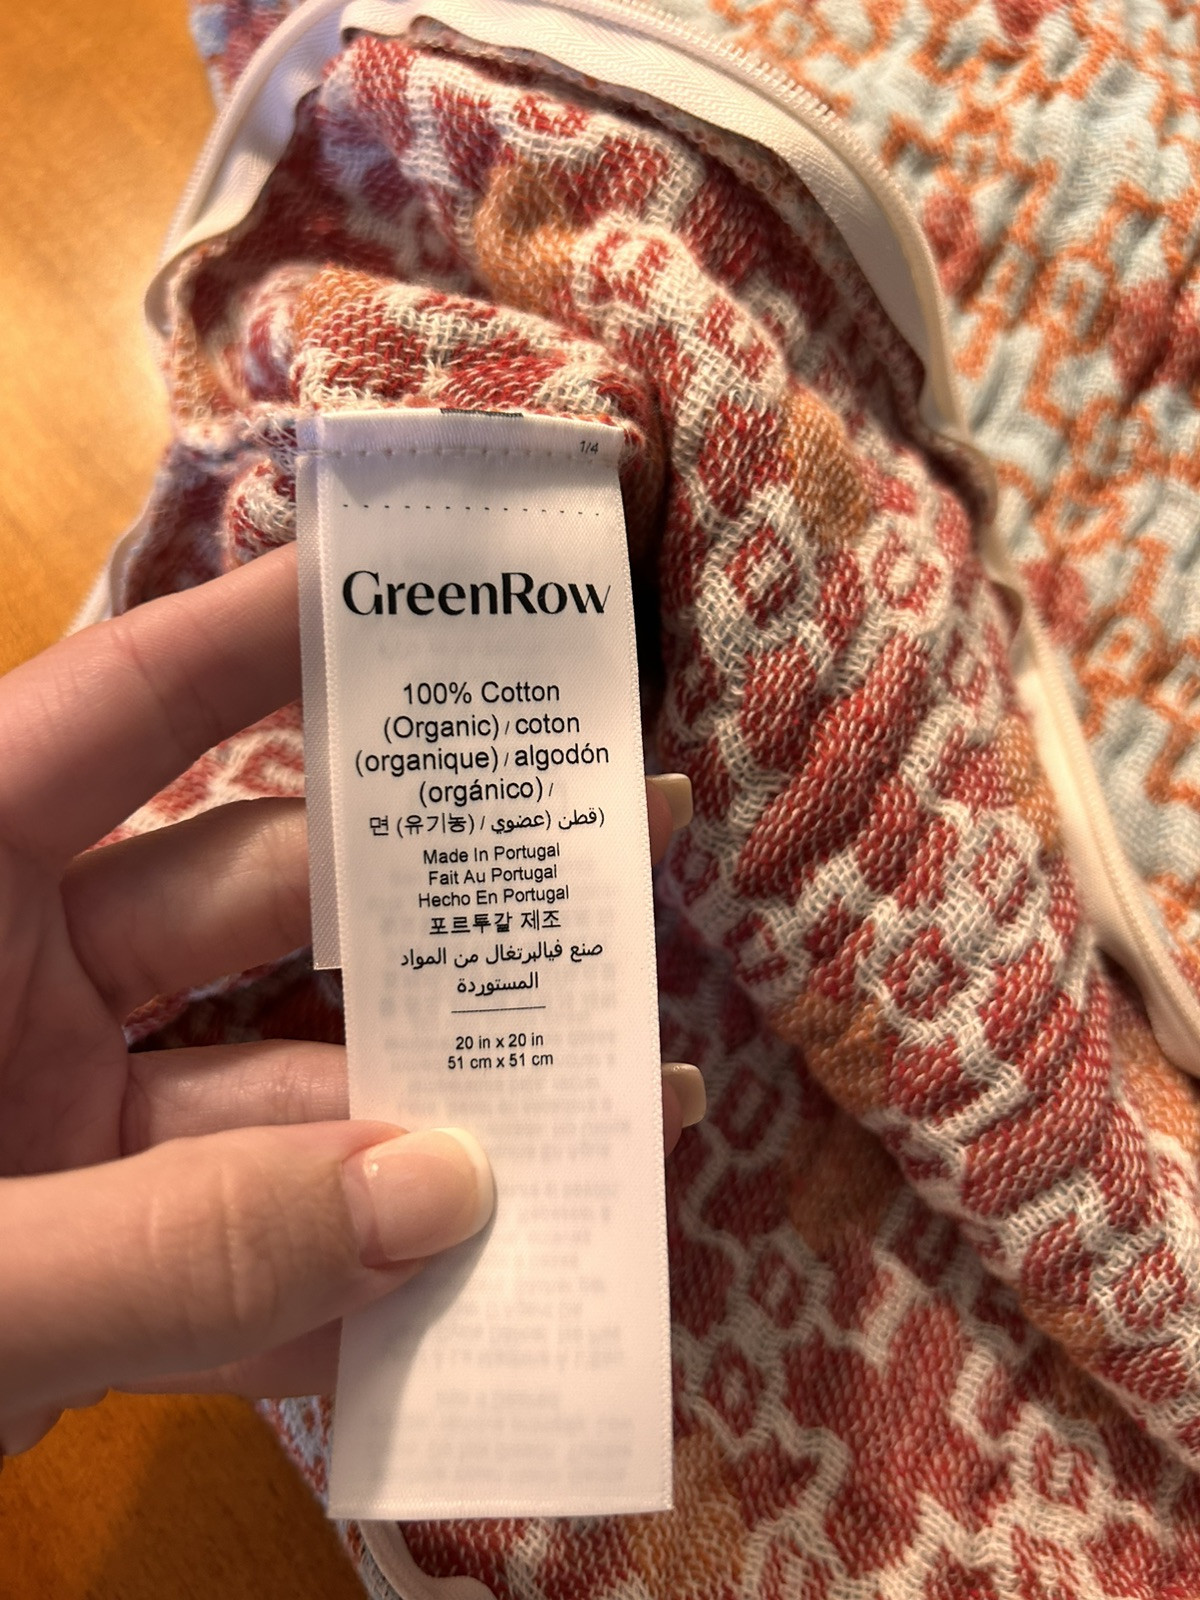 1/4
GreenRow
100% Cotton
(Organic) / coton
(organique) / algodón
(orgánico) /
면 (유기농) / قطن (عضوي)
Made In Portugal
Fait Au Portugal
Hecho En Portugal
포르투갈 제조
صنع فيالبرتغال من المواد
المستوردة
20 in x 20 in
51 cm x 51 cm